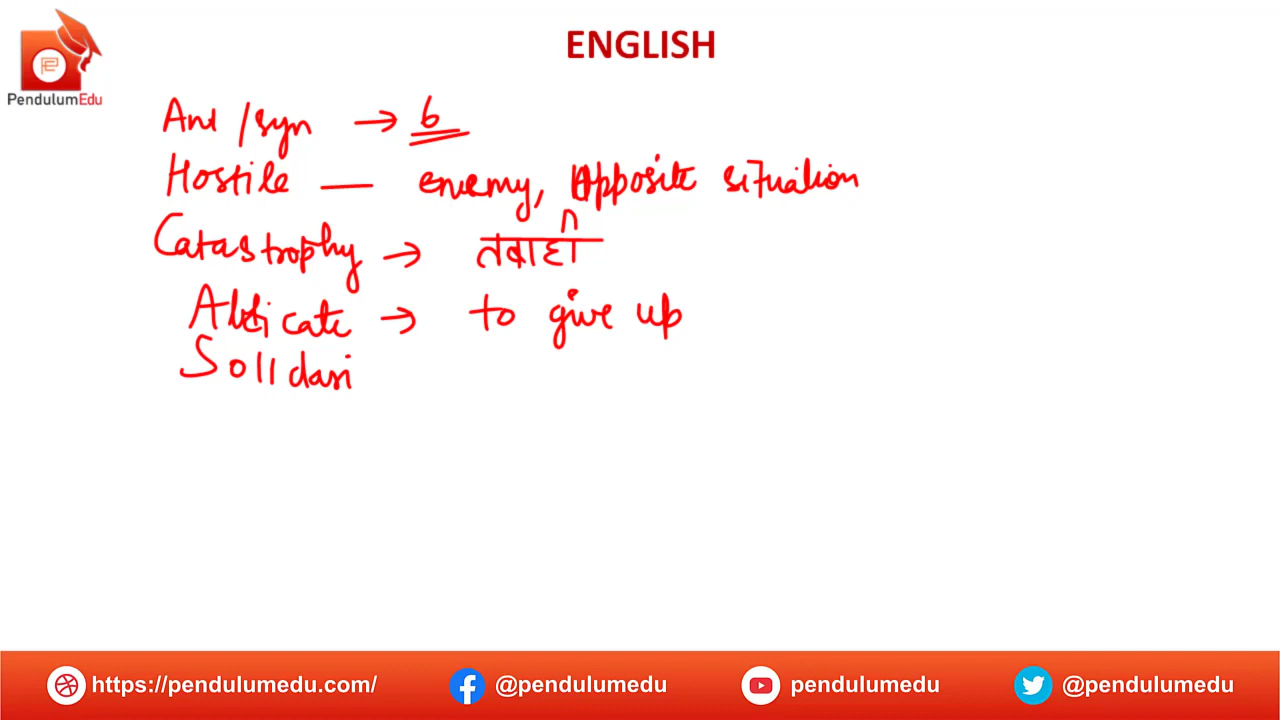 PendulumEdu
ENGLISH
Ant / syn → 6
Hostile — enemy, Opposite situation
Catastrophy → तबाही
Abdicate → to give up
Solidari
https://pendulumedu.com/ @pendulumedu pendulumedu @pendulumedu